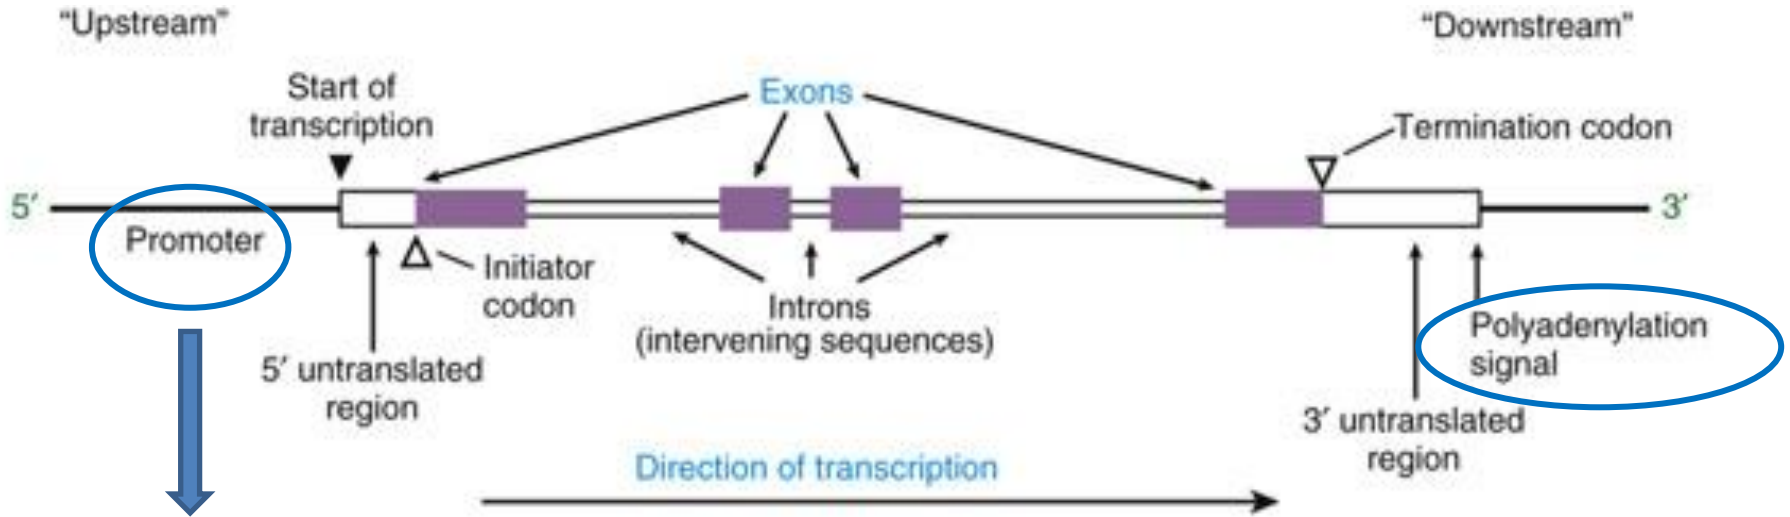 “Upstream”
“Downstream”
Start of
transcription
Exons
Termination codon
5′
3′
Promoter
Initiator
codon
Introns
(intervening sequences)
Polyadenylation
signal
5′ untranslated
region
3′ untranslated
region
Direction of transcription